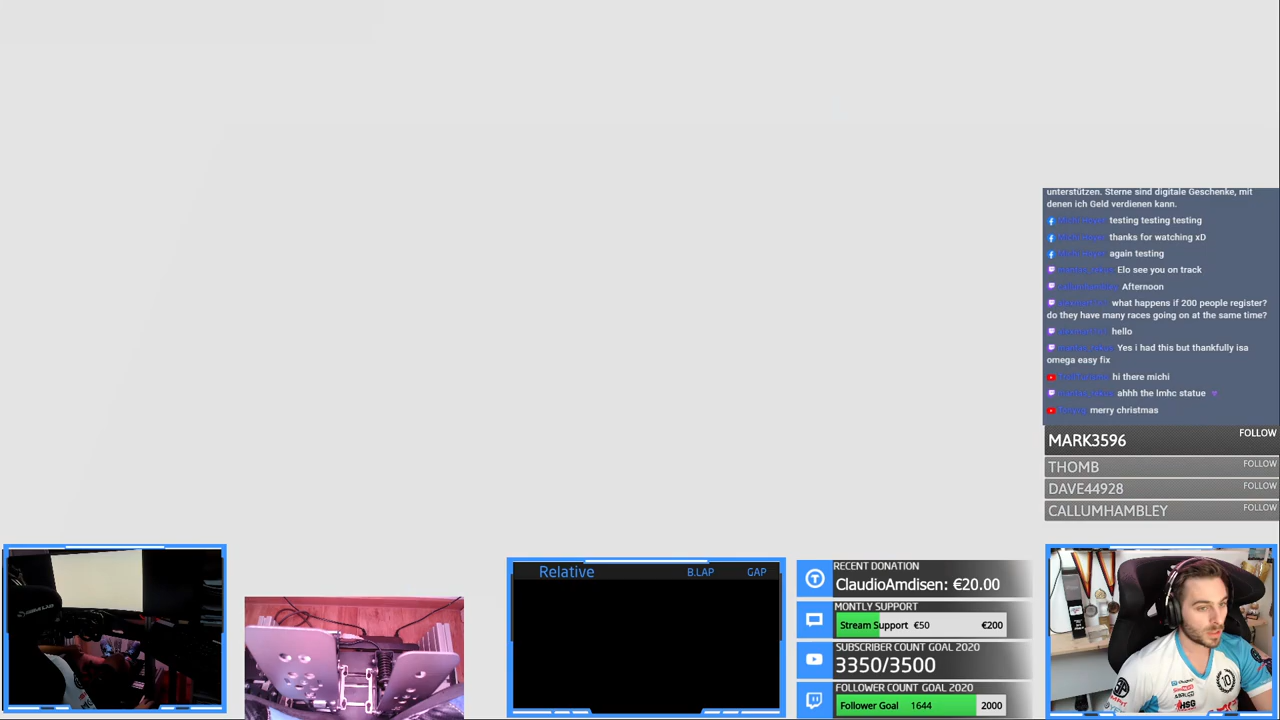 unterstützen. Sterne sind digitale Geschenke, mit
denen ich Geld verdienen kann.
testing testing testing
thanks for watching xD
again testing
Elo see you on track
Afternoon
what happens if 200 people register?
do they have many races going on at the same time?
hello
Yes i had this but thankfully isa
omega easy fix
hi there michi
ahhh the lmhc statue
merry christmas
MARK3596 FOLLOW
THOMB FOLLOW
DAVE44928 FOLLOW
CALLUMHAMBLEY FOLLOW
Relative B.LAP GAP
RECENT DONATION
ClaudioAmdisen: €20.00
MONTLY SUPPORT
Stream Support €50 €200
SUBSCRIBER COUNT GOAL 2020
3350/3500
FOLLOWER COUNT GOAL 2020
Follower Goal 1644 2000